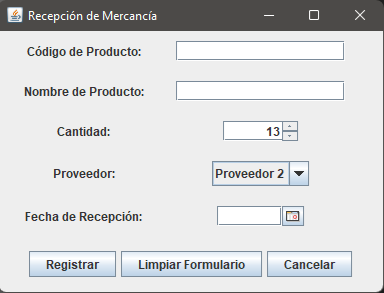 Recepción de Mercancía
Código de Producto:
Nombre de Producto:
Cantidad: 13
Proveedor: Proveedor 2
Fecha de Recepción:
Registrar Limpiar Formulario Cancelar